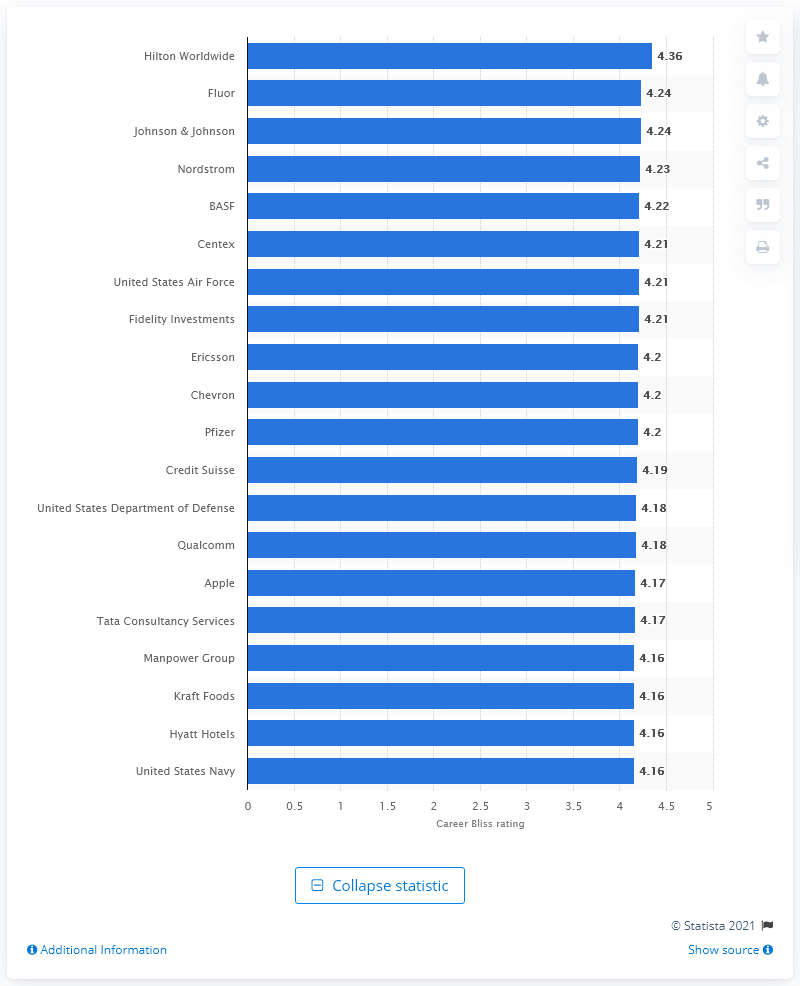 Hilton Worldwide 4.36
Fluor 4.24
Johnson & Johnson 4.24
Nordstrom 4.23
BASF 4.22
Centex 4.21
United States Air Force 4.21
Fidelity Investments 4.21
Ericsson 4.2
Chevron 4.2
Pfizer 4.2
Credit Suisse 4.19
United States Department of Defense 4.18
Qualcomm 4.18
Apple 4.17
Tata Consultancy Services 4.17
Manpower Group 4.16
Kraft Foods 4.16
Hyatt Hotels 4.16
United States Navy 4.16
0 0.5 1 1.5 2 2.5 3 3.5 4 4.5 5
Career Bliss rating
Collapse statistic
© Statista 2021
Additional Information
Show source